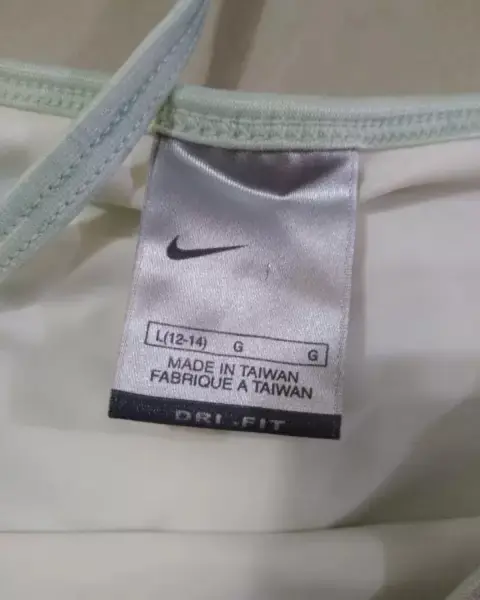 L(12-14) G G
MADE IN TAIWAN
FABRIQUE A TAIWAN
DRI-FIT